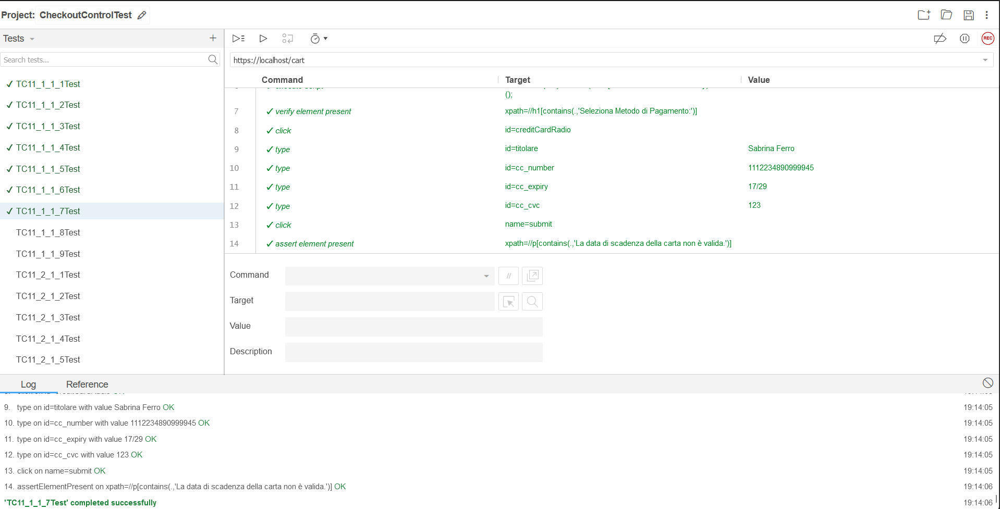 Project: CheckoutControlTest
Tests
REC
Search tests...
https://localhost/cart
Command Target Value
TC11_1_1_1Test
TC11_1_1_2Test
TC11_1_1_3Test
TC11_1_1_4Test
TC11_1_1_5Test
TC11_1_1_6Test
TC11_1_1_7Test
TC11_1_1_8Test
TC11_1_1_9Test
TC11_2_1_1Test
TC11_2_1_2Test
TC11_2_1_3Test
TC11_2_1_4Test
TC11_2_1_5Test
();
7 ✓ verify element present xpath=//h1[contains(.,'Seleziona Metodo di Pagamento:')]
8 ✓ click id=creditCardRadio
9 ✓ type id=titolare Sabrina Ferro
10 ✓ type id=cc_number 1112234890999945
11 ✓ type id=cc_expiry 17/29
12 ✓ type id=cc_cvc 123
13 ✓ click name=submit
14 ✓ assert element present xpath=//p[contains(.,'La data di scadenza della carta non è valida.')]
Command //
Target
Value
Description
Log Reference
9. type on id=titolare with value Sabrina Ferro OK 19:14:05
10. type on id=cc_number with value 1112234890999945 OK 19:14:05
11. type on id=cc_expiry with value 17/29 OK 19:14:05
12. type on id=cc_cvc with value 123 OK 19:14:05
13. click on name=submit OK 19:14:05
14. assertElementPresent on xpath=//p[contains(.,'La data di scadenza della carta non è valida.')] OK 19:14:06
'TC11_1_1_7Test' completed successfully 19:14:06